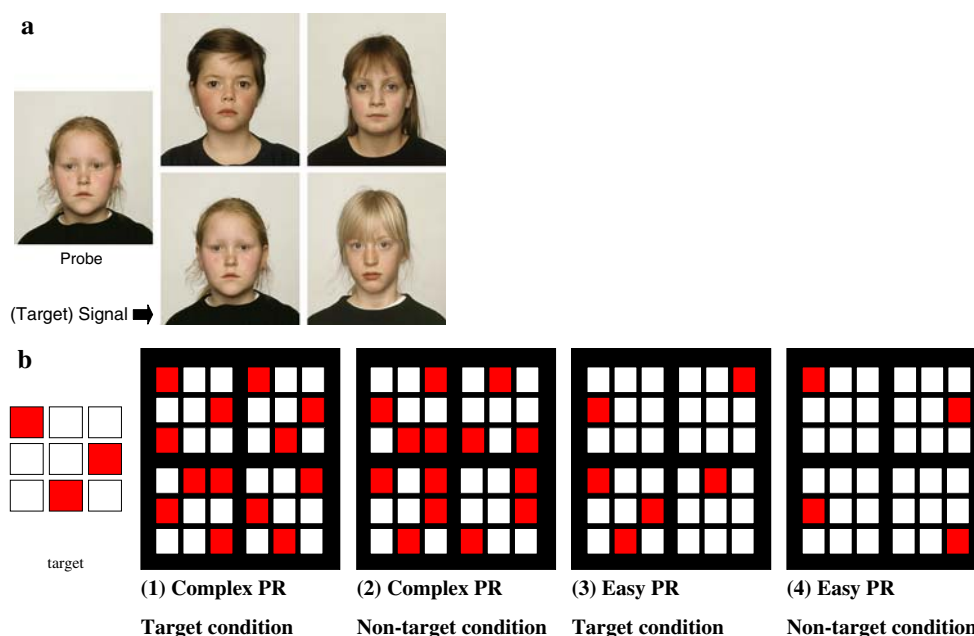 a
Probe
(Target) Signal
b
target
(1) Complex PR
Target condition
(2) Complex PR
Non-target condition
(3) Easy PR
Target condition
(4) Easy PR
Non-target condition